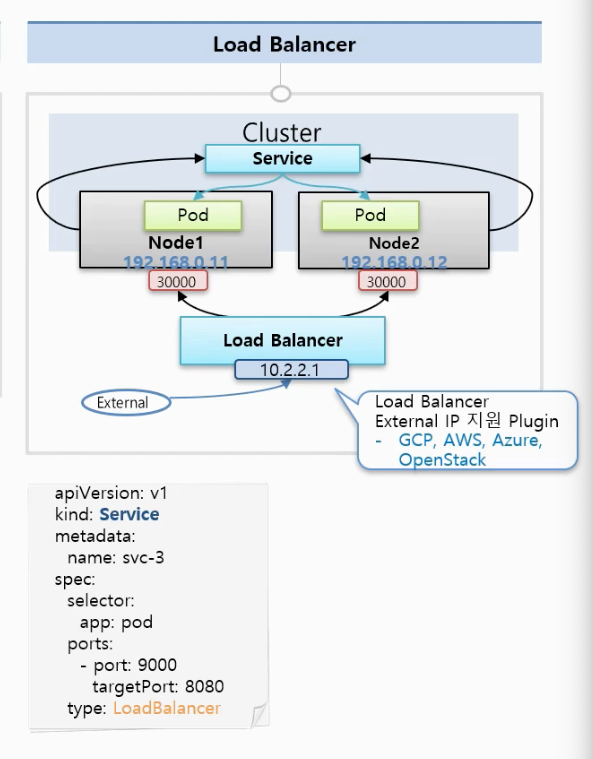 Load Balancer
Cluster
Service
Pod
Pod
Node1
Node2
192.168.0.11
192.168.0.12
30000
30000
Load Balancer
10.2.2.1
External
Load Balancer
External IP 지원 Plugin
- GCP, AWS, Azure,
OpenStack
apiVersion: v1
kind: Service
metadata:
name: svc-3
spec:
selector:
app: pod
ports:
- port: 9000
targetPort: 8080
type: LoadBalancer